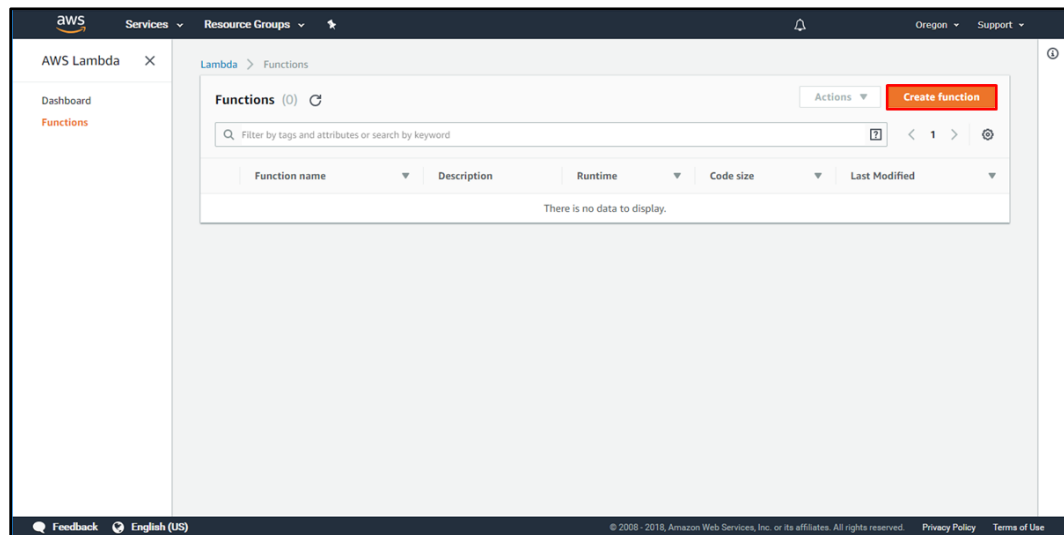 aws Services Resource Groups Oregon Support
AWS Lambda
Lambda > Functions
Dashboard
Functions
Functions (0) Actions Create function
Filter by tags and attributes or search by keyword ? < 1 >
Function name Description Runtime Code size Last Modified
There is no data to display.
Feedback English (US) © 2008 - 2018, Amazon Web Services, Inc. or its affiliates. All rights reserved. Privacy Policy Terms of Use